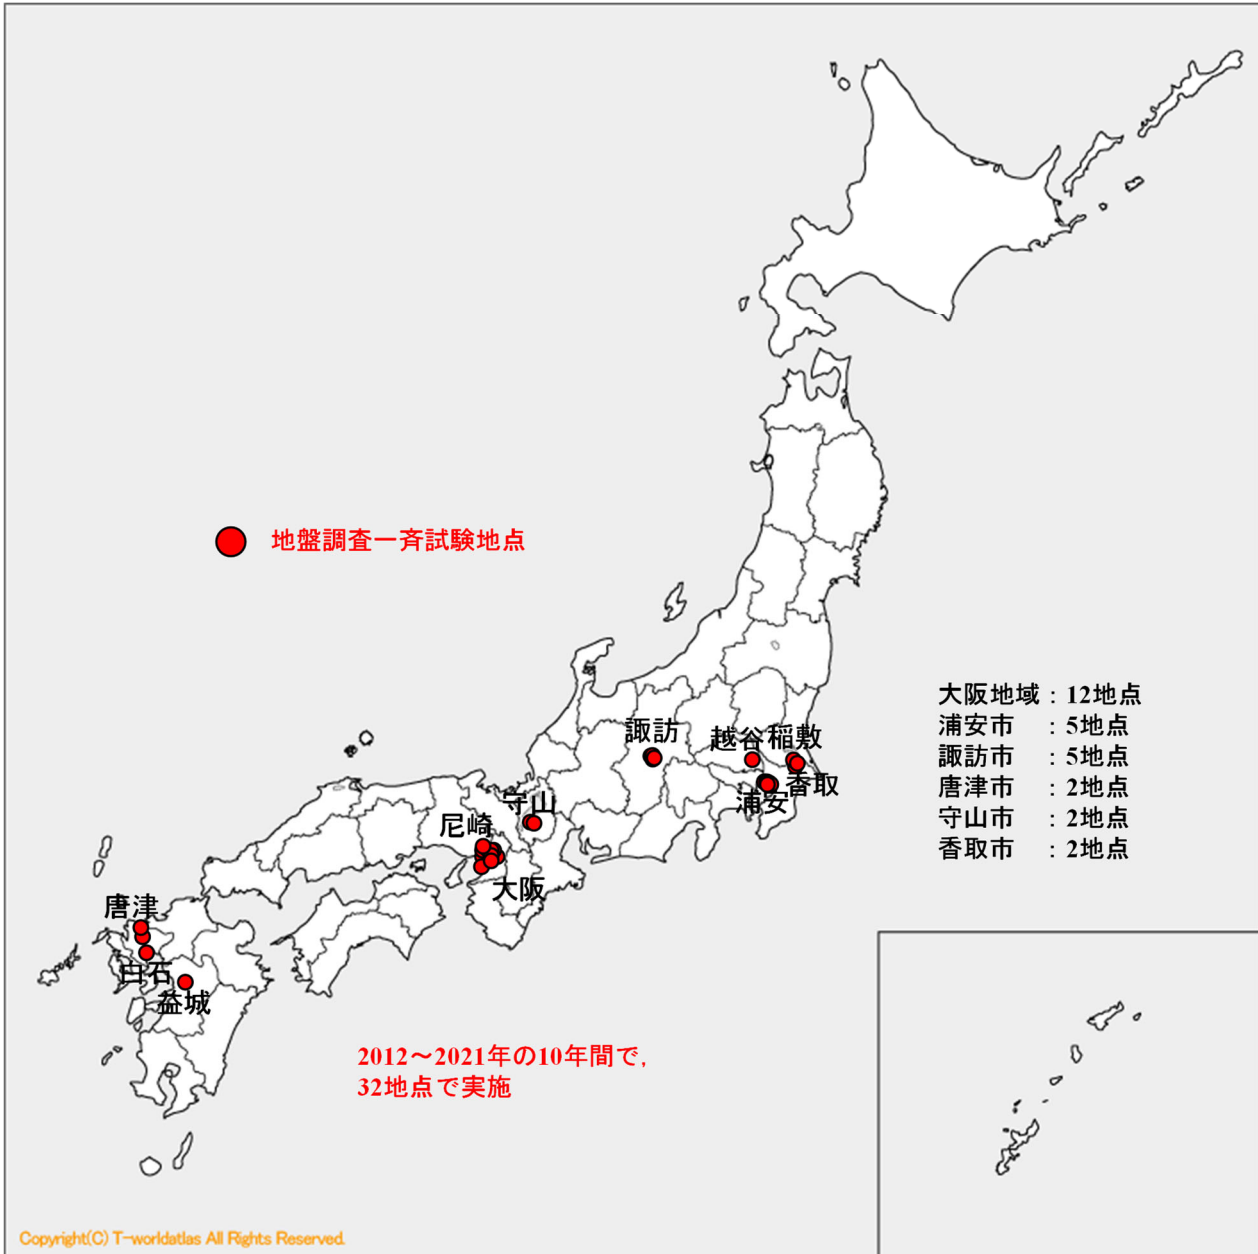 地盤調査一斉試験地点
諏訪
越谷
稲敷
香取
浦安
守山
尼崎
大阪
唐津
白石
益城
大阪地域：12地点
浦安市　：5地点
諏訪市　：5地点
唐津市　：2地点
守山市　：2地点
香取市　：2地点
2012～2021年の10年間で，
32地点で実施
Copyright(C) T-worldatlas All Rights Reserved.